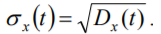 σₓ(t) = √Dₓ(t) .